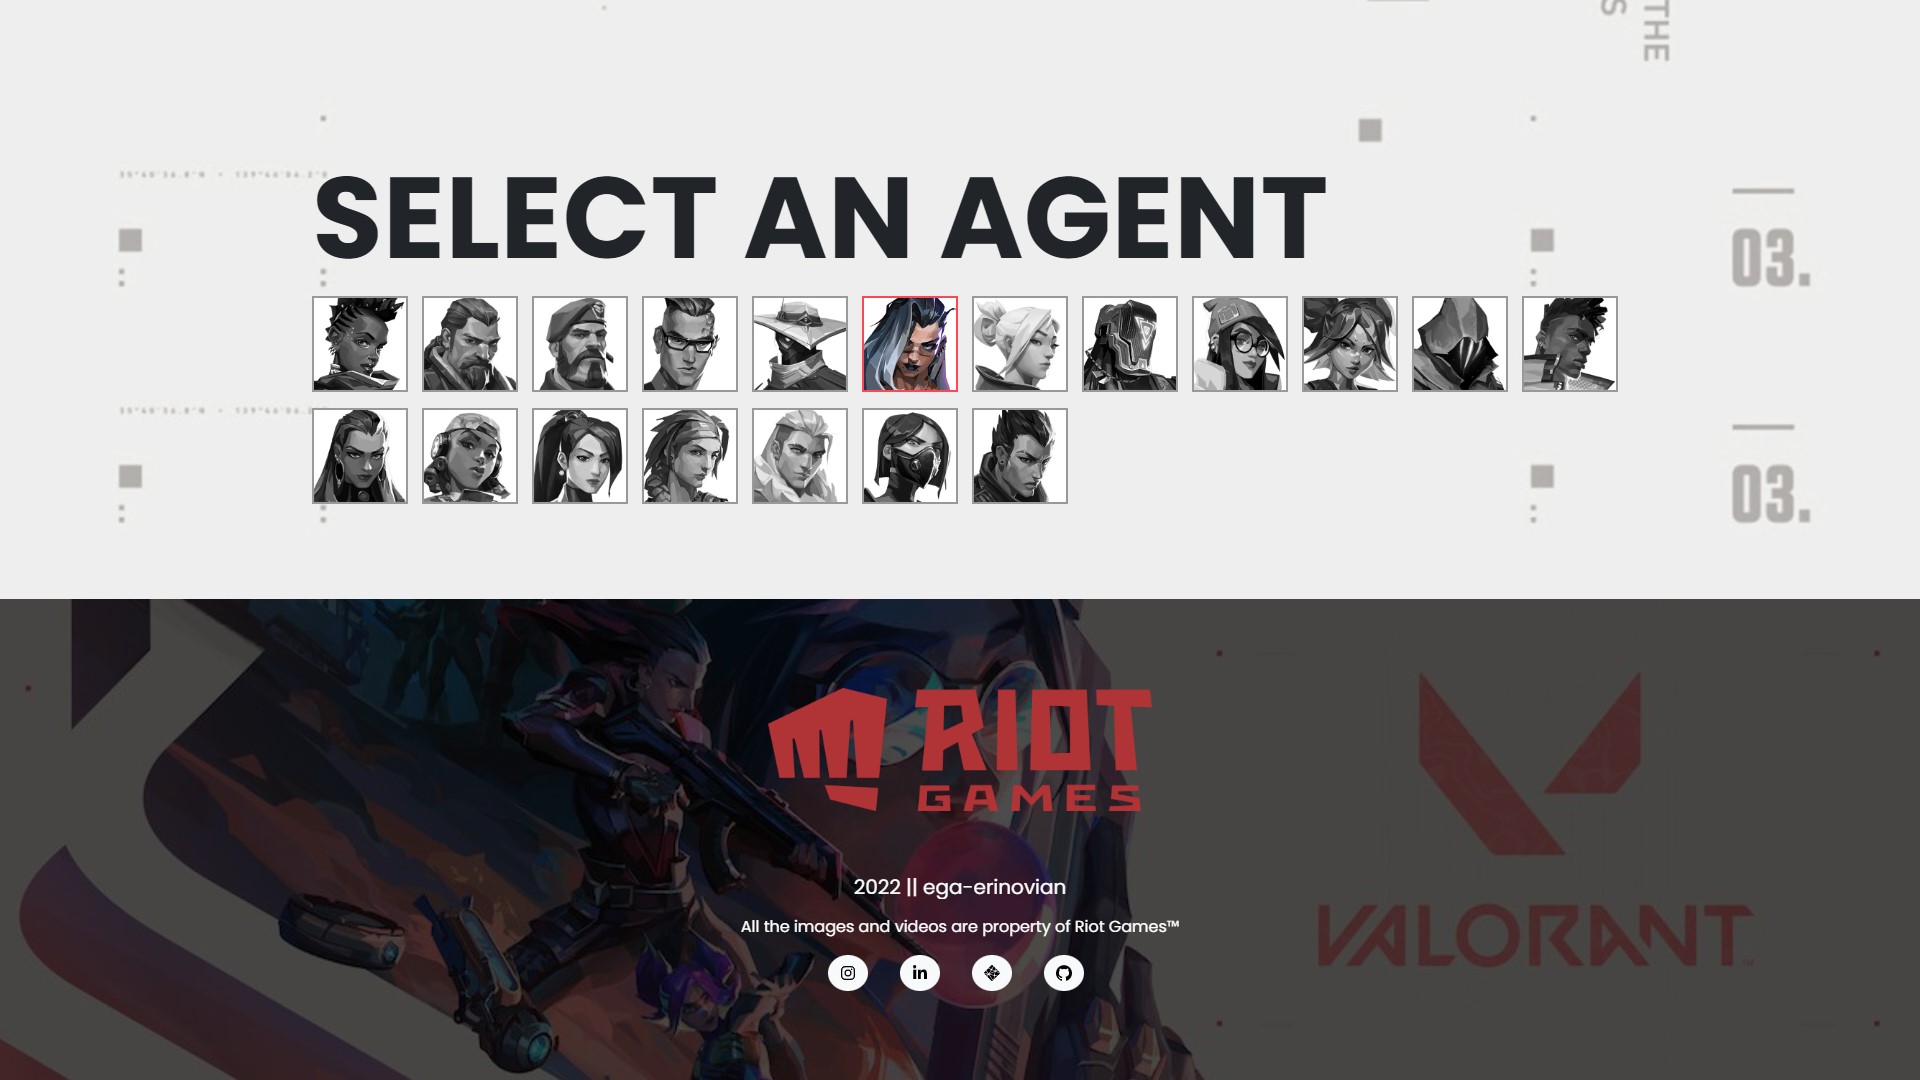 THE
S
SELECT AN AGENT
03.
03.
RIOT
GAMES
VALORANT
2022 || ega-erinovian
All the images and videos are property of Riot Games™
in